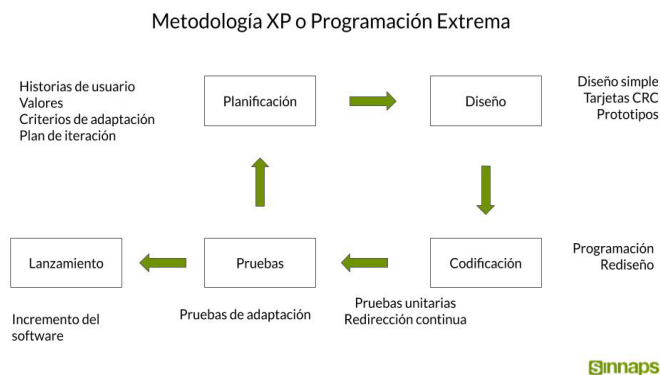 Metodología XP o Programación Extrema
Historias de usuario
Valores
Criterios de adaptación
Plan de iteración
Planificación
Diseño
Diseño simple
Tarjetas CRC
Prototipos
Lanzamiento
Pruebas
Codificación
Programación
Rediseño
Incremento del
software
Pruebas de adaptación
Pruebas unitarias
Redirección continua
sınnaps